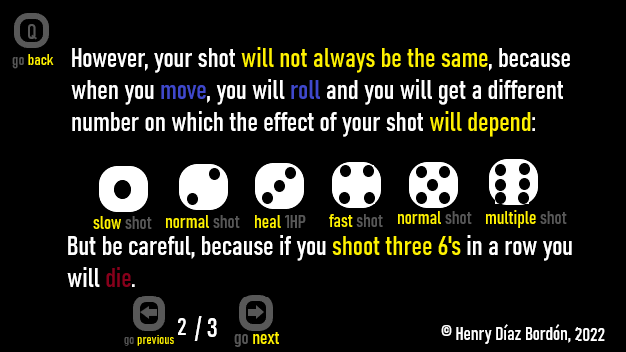 Q
go back
However, your shot will not always be the same, because
when you move, you will roll and you will get a different
number on which the effect of your shot will depend:
slow shot normal shot heal 1HP fast shot normal shot multiple shot
But be careful, because if you shoot three 6's in a row you
will die.
go previous 2 / 3 go next
© Henry Díaz Bordón, 2022